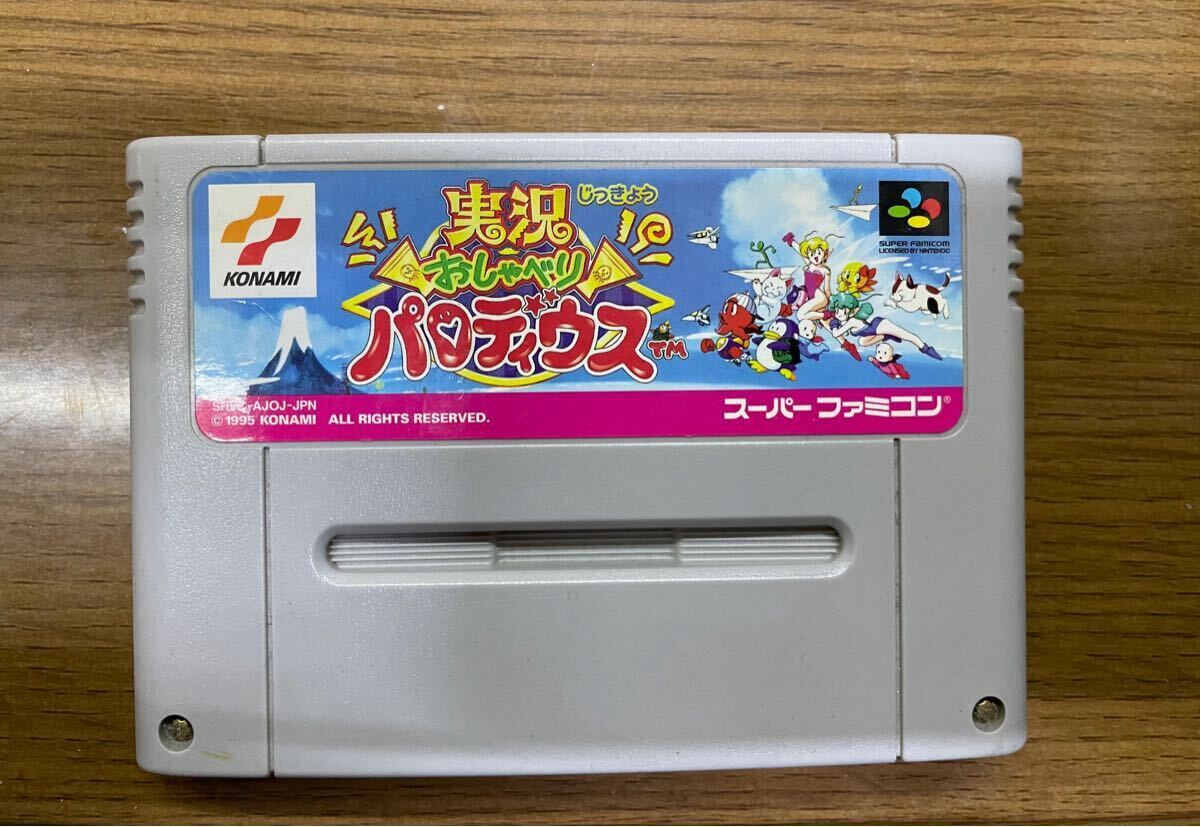 KONAMI
実況
じっきょう
おしゃべり
パロディウス
TM
SUPER FAMICOM
LICENSED BY NINTENDO
SHVC-AJOJ-JPN
©1995 KONAMI ALL RIGHTS RESERVED.
スーパーファミコン®